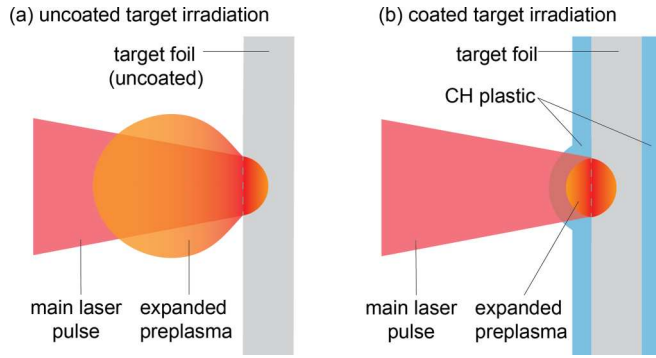 (a) uncoated target irradiation
target foil
(uncoated)
main laser
pulse
expanded
preplasma
(b) coated target irradiation
target foil
CH plastic
main laser
pulse
expanded
preplasma